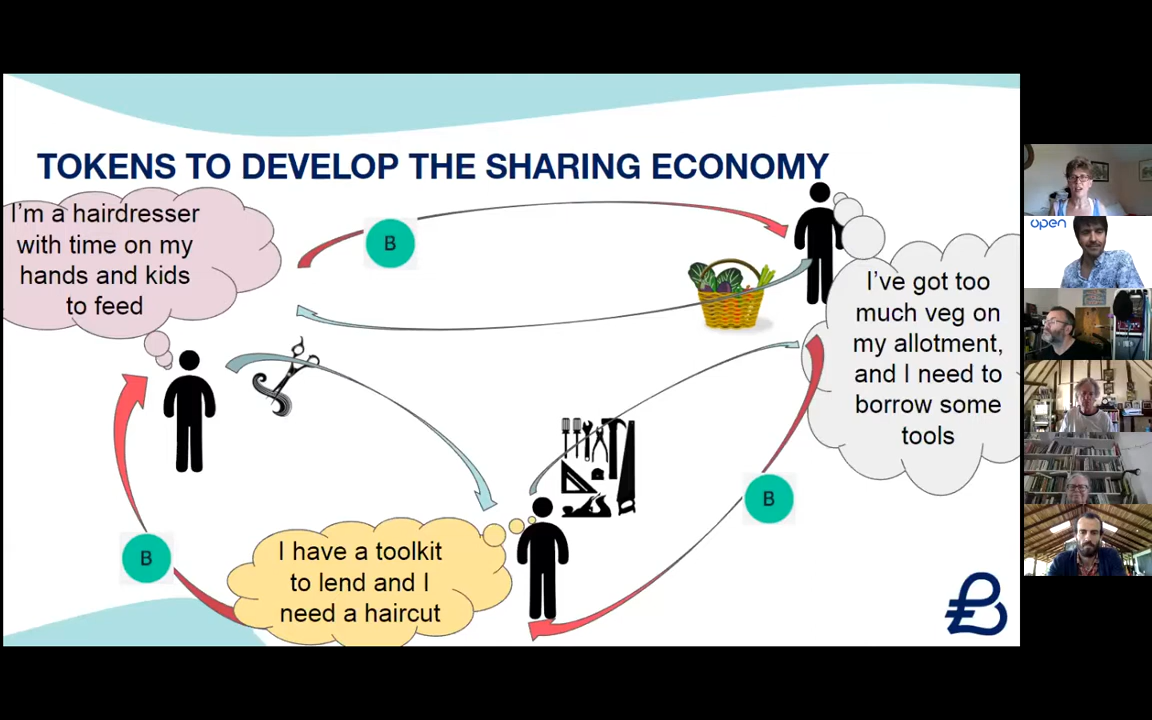 TOKENS TO DEVELOP THE SHARING ECONOMY
I'm a hairdresser
with time on my
hands and kids
to feed
B
I've got too
much veg on
my allotment,
and I need to
borrow some
tools
B
B
I have a toolkit
to lend and I
need a haircut
open